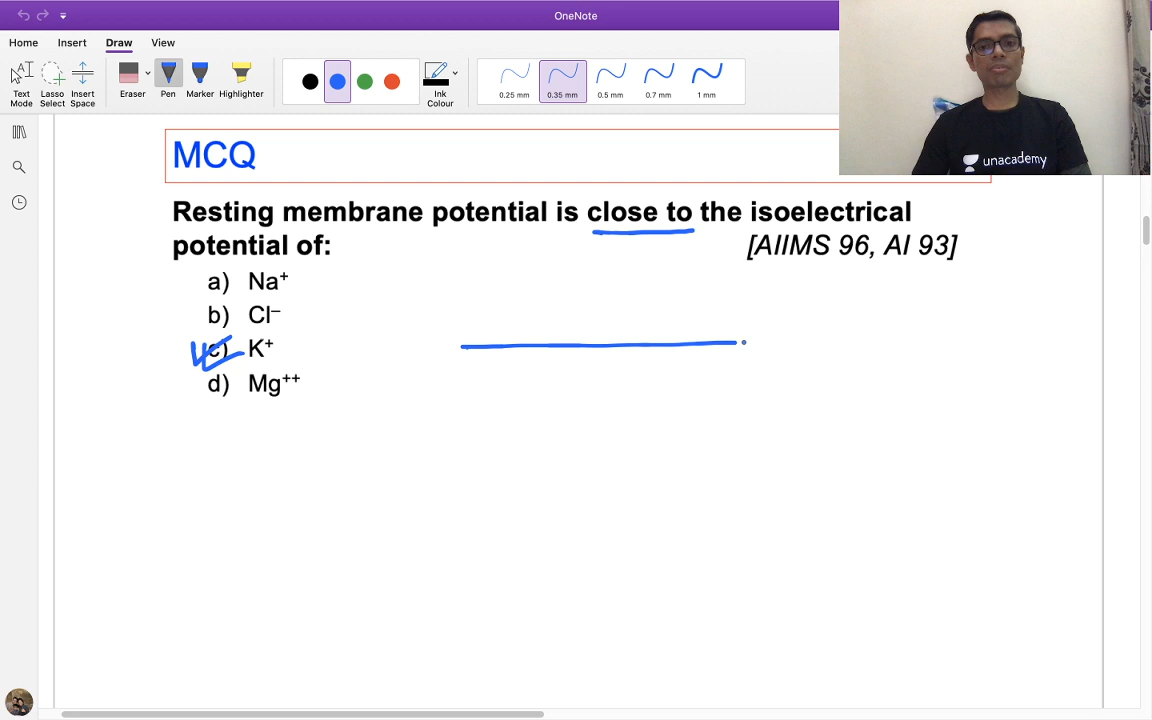 OneNote
Home Insert Draw View
Text Mode
Lasso Select
Insert Space
Eraser
Pen
Marker
Highlighter
Ink Colour
0.25 mm
0.35 mm
0.5 mm
0.7 mm
1 mm
unacademy
MCQ
Resting membrane potential is close to the isoelectrical
potential of: [AIIMS 96, AI 93]
a) Na⁺
b) Cl⁻
c) K⁺
d) Mg⁺⁺